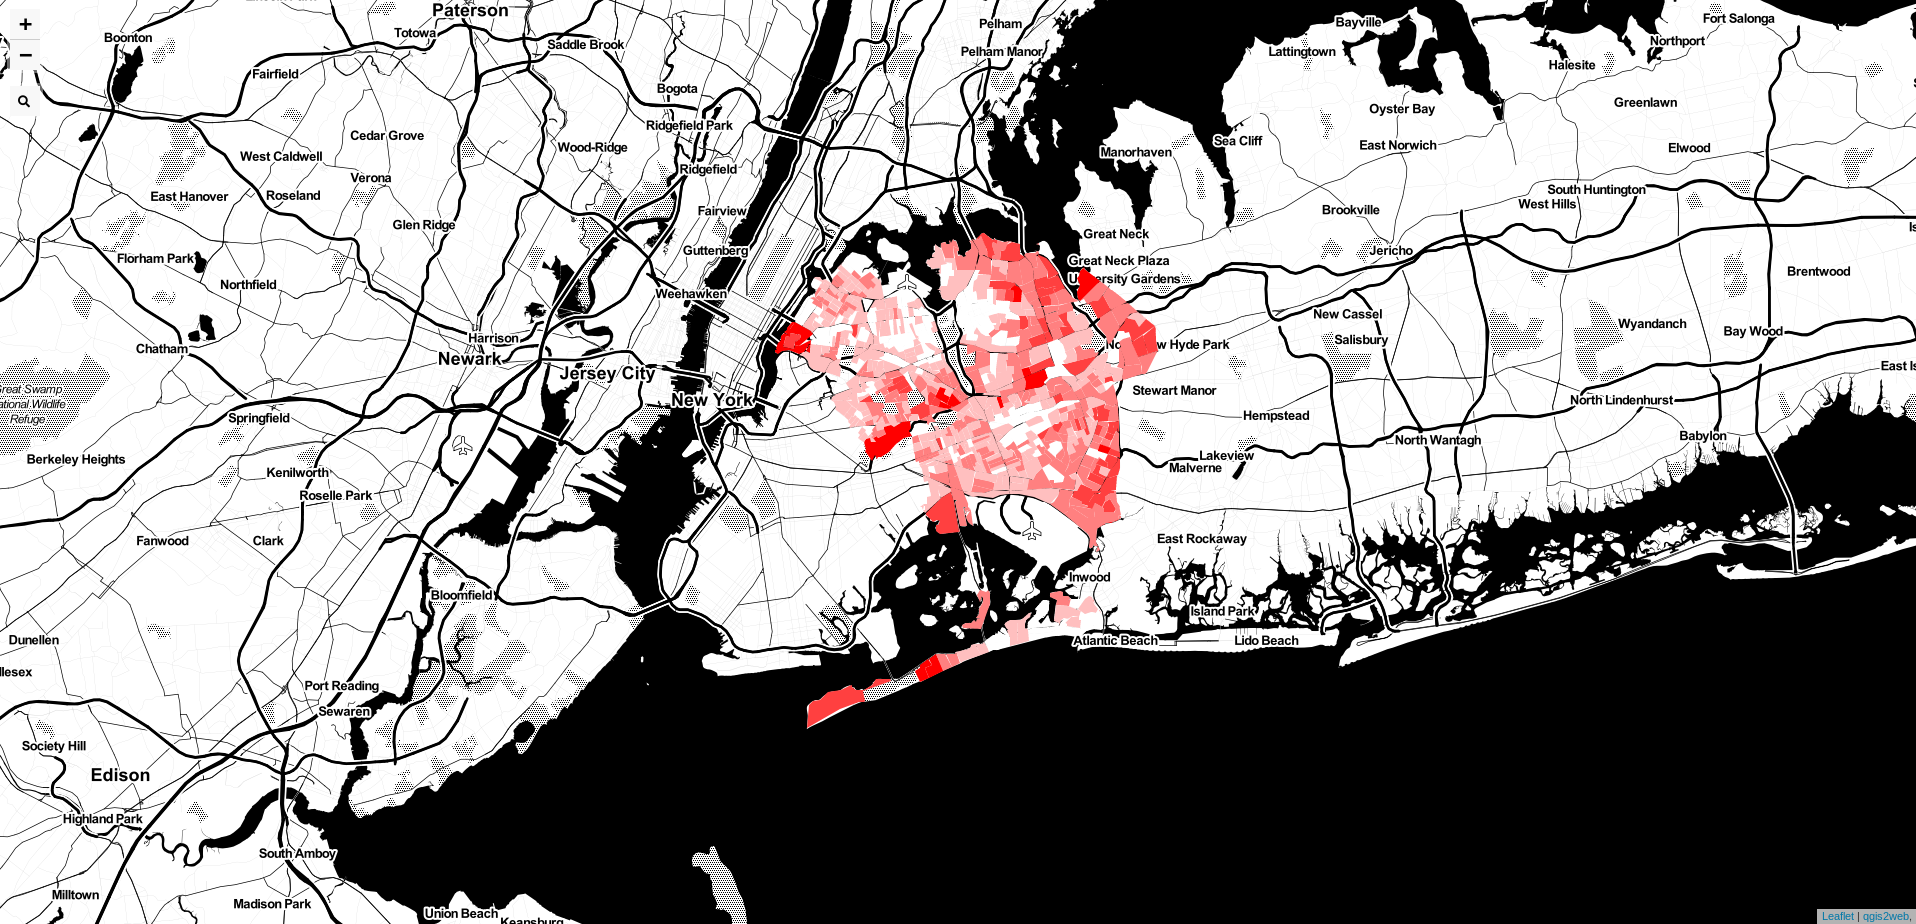 Paterson
Pelham
Bayville
Fort Salonga
+
Boonton
Totowa
Saddle Brook
Pelham Manor
Lattingtown
Northport
−
Fairfield
Halesite
Bogota
Oyster Bay
Greenlawn
Ridgefield Park
Cedar Grove
Wood-Ridge
Manorhaven
Sea Cliff
East Norwich
Elwood
West Caldwell
Ridgefield
Verona
East Hanover
Roseland
South Huntington
West Hills
Fairview
Brookville
Glen Ridge
Great Neck
Guttenberg
Jericho
Florham Park
Great Neck Plaza
Brentwood
Northfield
Weehawken
New Cassel
Wyandanch
Bay Wood
Harrison
Salisbury
Chatham
Newark
Hyde Park
Jersey City
East Is
Great Swamp
National Wildlife
Refuge
Stewart Manor
New York
North Lindenhurst
Springfield
Hempstead
Babylon
North Wantagh
Berkeley Heights
Lakeview
Malverne
Kenilworth
Roselle Park
Fanwood
Clark
East Rockaway
Inwood
Bloomfield
Island Park
Dunellen
Atlantic Beach
Lido Beach
dlesex
Port Reading
Sewaren
Society Hill
Edison
Highland Park
South Amboy
Milltown
Madison Park
Union Beach
Keansburg
Leaflet | qgis2web,